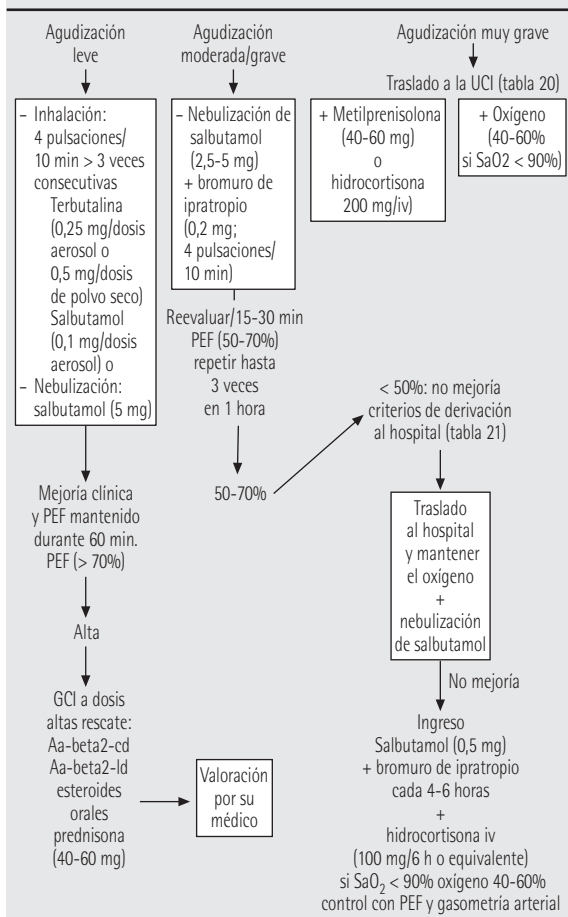 Agudización
leve
– Inhalación:
4 pulsaciones/
10 min > 3 veces
consecutivas
Terbutalina
(0,25 mg/dosis
aerosol o
0,5 mg/dosis
de polvo seco)
Salbutamol
(0,1 mg/dosis
aerosol) o
– Nebulización:
salbutamol (5 mg)
Mejoría clínica
y PEF mantenido
durante 60 min.
PEF (> 70%)
Alta
GCI a dosis
altas rescate:
Aa-beta2-cd
Aa-beta2-ld
esteroides
orales
prednisona
(40-60 mg)
Valoración
por su
médico
Agudización
moderada/grave
– Nebulización de
salbutamol
(2,5-5 mg)
+ bromuro de
ipratropio
(0,2 mg;
4 pulsaciones/
10 min)
Reevaluar/15-30 min
PEF (50-70%)
repetir hasta
3 veces
en 1 hora
50-70%
Agudización muy grave
Traslado a la UCI (tabla 20)
+ Metilprenisolona
(40-60 mg)
o
hidrocortisona
200 mg/iv)
+ Oxígeno
(40-60%
si SaO2 < 90%)
< 50%: no mejoría
criterios de derivación
al hospital (tabla 21)
Traslado
al hospital
y mantener
el oxígeno
+
nebulización
de salbutamol
No mejoría
Ingreso
Salbutamol (0,5 mg)
+ bromuro de ipratropio
cada 4-6 horas
+
hidrocortisona iv
(100 mg/6 h o equivalente)
si SaO₂ < 90% oxígeno 40-60%
control con PEF y gasometría arterial